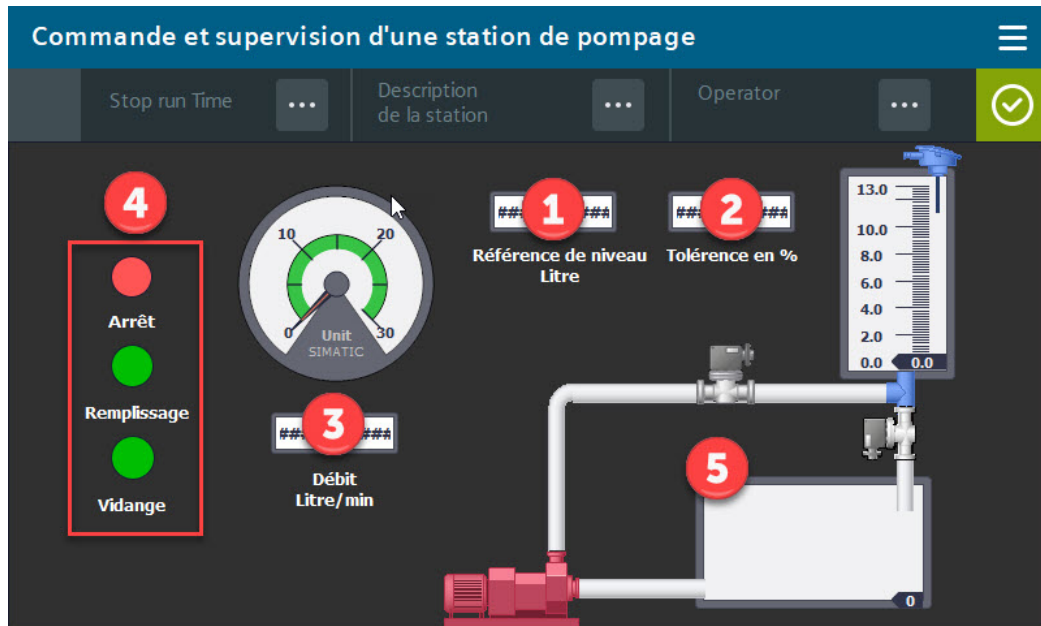 Commande et supervision d'une station de pompage
Stop run Time
...
Description
de la station
...
Operator
...
4
Arrêt
Remplissage
Vidange
10
20
0
30
Unit
SIMATIC
3
Débit
Litre/min
1
Référence de niveau
Litre
2
Tolérence en %
13.0
10.0
8.0
6.0
4.0
2.0
0.0
0.0
5
0